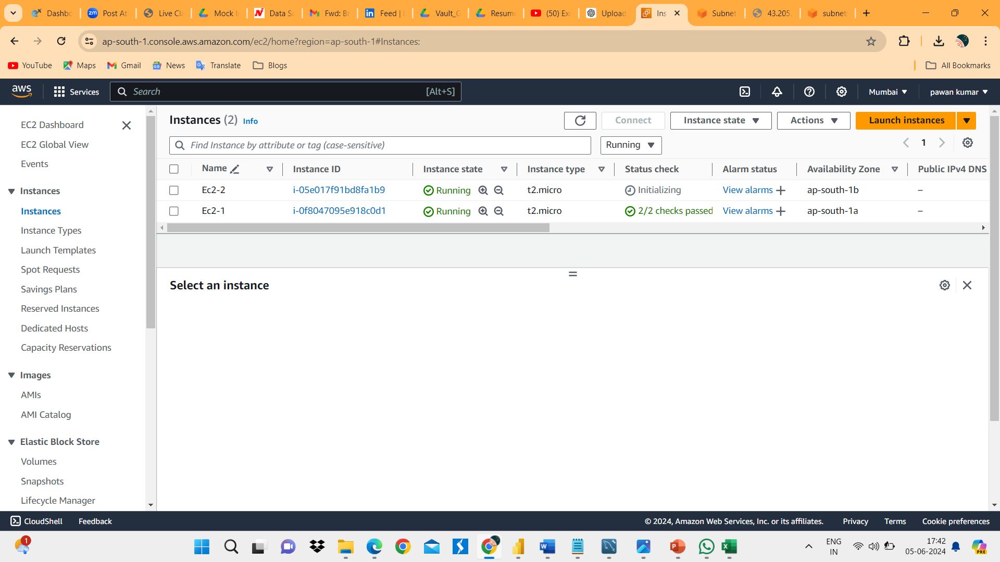 Dashbo
zm Post At
Live Cla
Mock I
Data Sc
Fwd: Br
Feed |
Vault_G
Resume
(50) Exc
Upload
Ins
Subnet
43.205.
subnet
ap-south-1.console.aws.amazon.com/ec2/home?region=ap-south-1#Instances:
YouTube
Maps
Gmail
News
Translate
Blogs
All Bookmarks
aws
Services
Search
[Alt+S]
Mumbai
pawan kumar
EC2 Dashboard
EC2 Global View
Events
Instances
Instances
Instance Types
Launch Templates
Spot Requests
Savings Plans
Reserved Instances
Dedicated Hosts
Capacity Reservations
Images
AMIs
AMI Catalog
Elastic Block Store
Volumes
Snapshots
Lifecycle Manager
Instances (2) Info
Connect
Instance state
Actions
Launch instances
Find Instance by attribute or tag (case-sensitive)
Running
1
Name Instance ID Instance state Instance type Status check Alarm status Availability Zone Public IPv4 DNS
Ec2-2 i-05e017f91bd8fa1b9 Running t2.micro Initializing View alarms + ap-south-1b –
Ec2-1 i-0f8047095e918c0d1 Running t2.micro 2/2 checks passed View alarms + ap-south-1a –
Select an instance
CloudShell
Feedback
© 2024, Amazon Web Services, Inc. or its affiliates.
Privacy
Terms
Cookie preferences
1
ENG
IN
17:42
05-06-2024
PRE